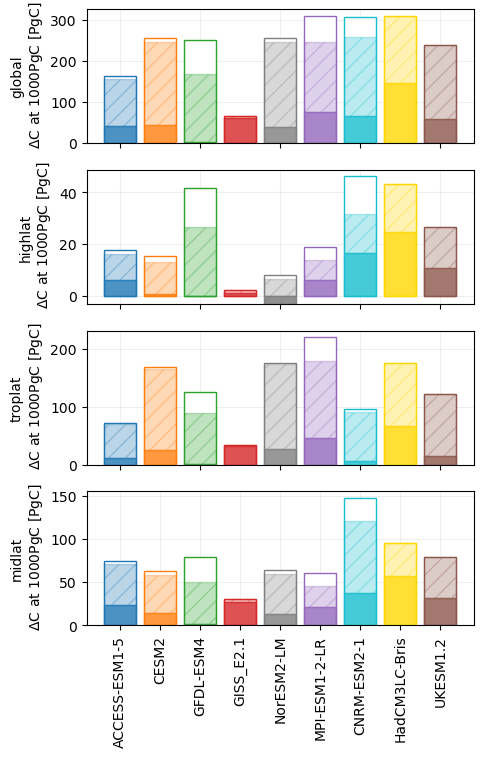 global
ΔC at 1000PgC [PgC]
300
200
100
0
highlat
ΔC at 1000PgC [PgC]
40
20
0
troplat
ΔC at 1000PgC [PgC]
200
100
0
midlat
ΔC at 1000PgC [PgC]
150
100
50
0
ACCESS-ESM1-5
CESM2
GFDL-ESM4
GISS_E2.1
NorESM2-LM
MPI-ESM1-2-LR
CNRM-ESM2-1
HadCM3LC-Bris
UKESM1.2